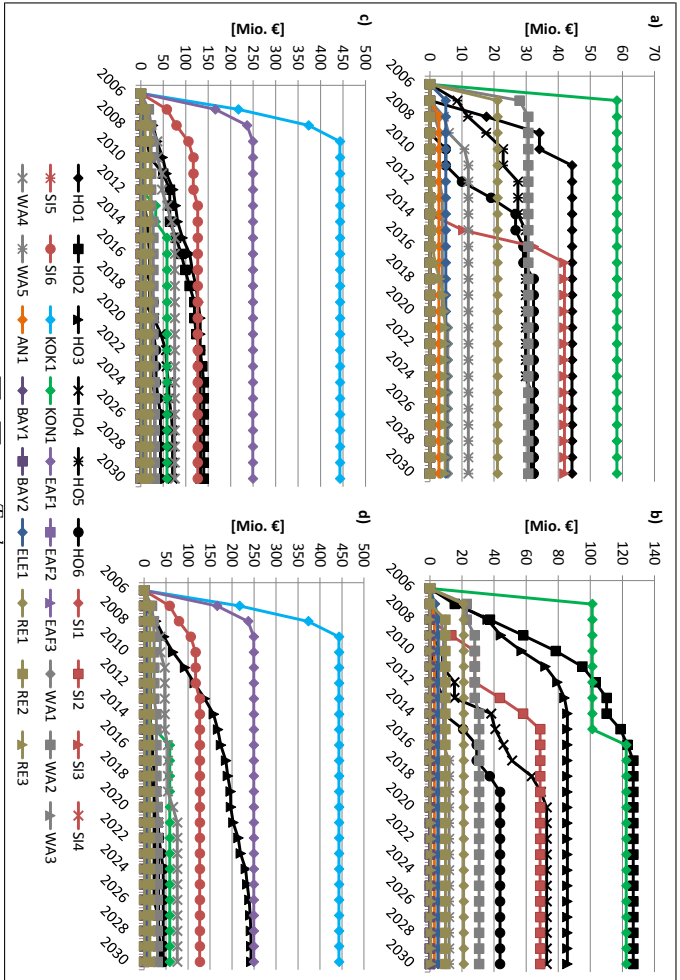 a)
[Mio. €]
70
60
50
40
30
20
10
0
2006 2008 2010 2012 2014 2016 2018 2020 2022 2024 2026 2028 2030
b)
[Mio. €]
140
120
100
80
60
40
20
0
2006 2008 2010 2012 2014 2016 2018 2020 2022 2024 2026 2028 2030
c)
[Mio. €]
500
450
400
350
300
250
200
150
100
50
0
2006 2008 2010 2012 2014 2016 2018 2020 2022 2024 2026 2028 2030
d)
[Mio. €]
500
450
400
350
300
250
200
150
100
50
0
2006 2008 2010 2012 2014 2016 2018 2020 2022 2024 2026 2028 2030
HO1 HO2 HO3 HO4 HO5 HO6 SI1 SI2 SI3 SI4
SI5 SI6 KOK1 KON1 EAF1 EAF2 EAF3 WA1 WA2 WA3
WA4 WA5 AN1 BAY1 BAY2 ELE1 RE1 RE2 RE3